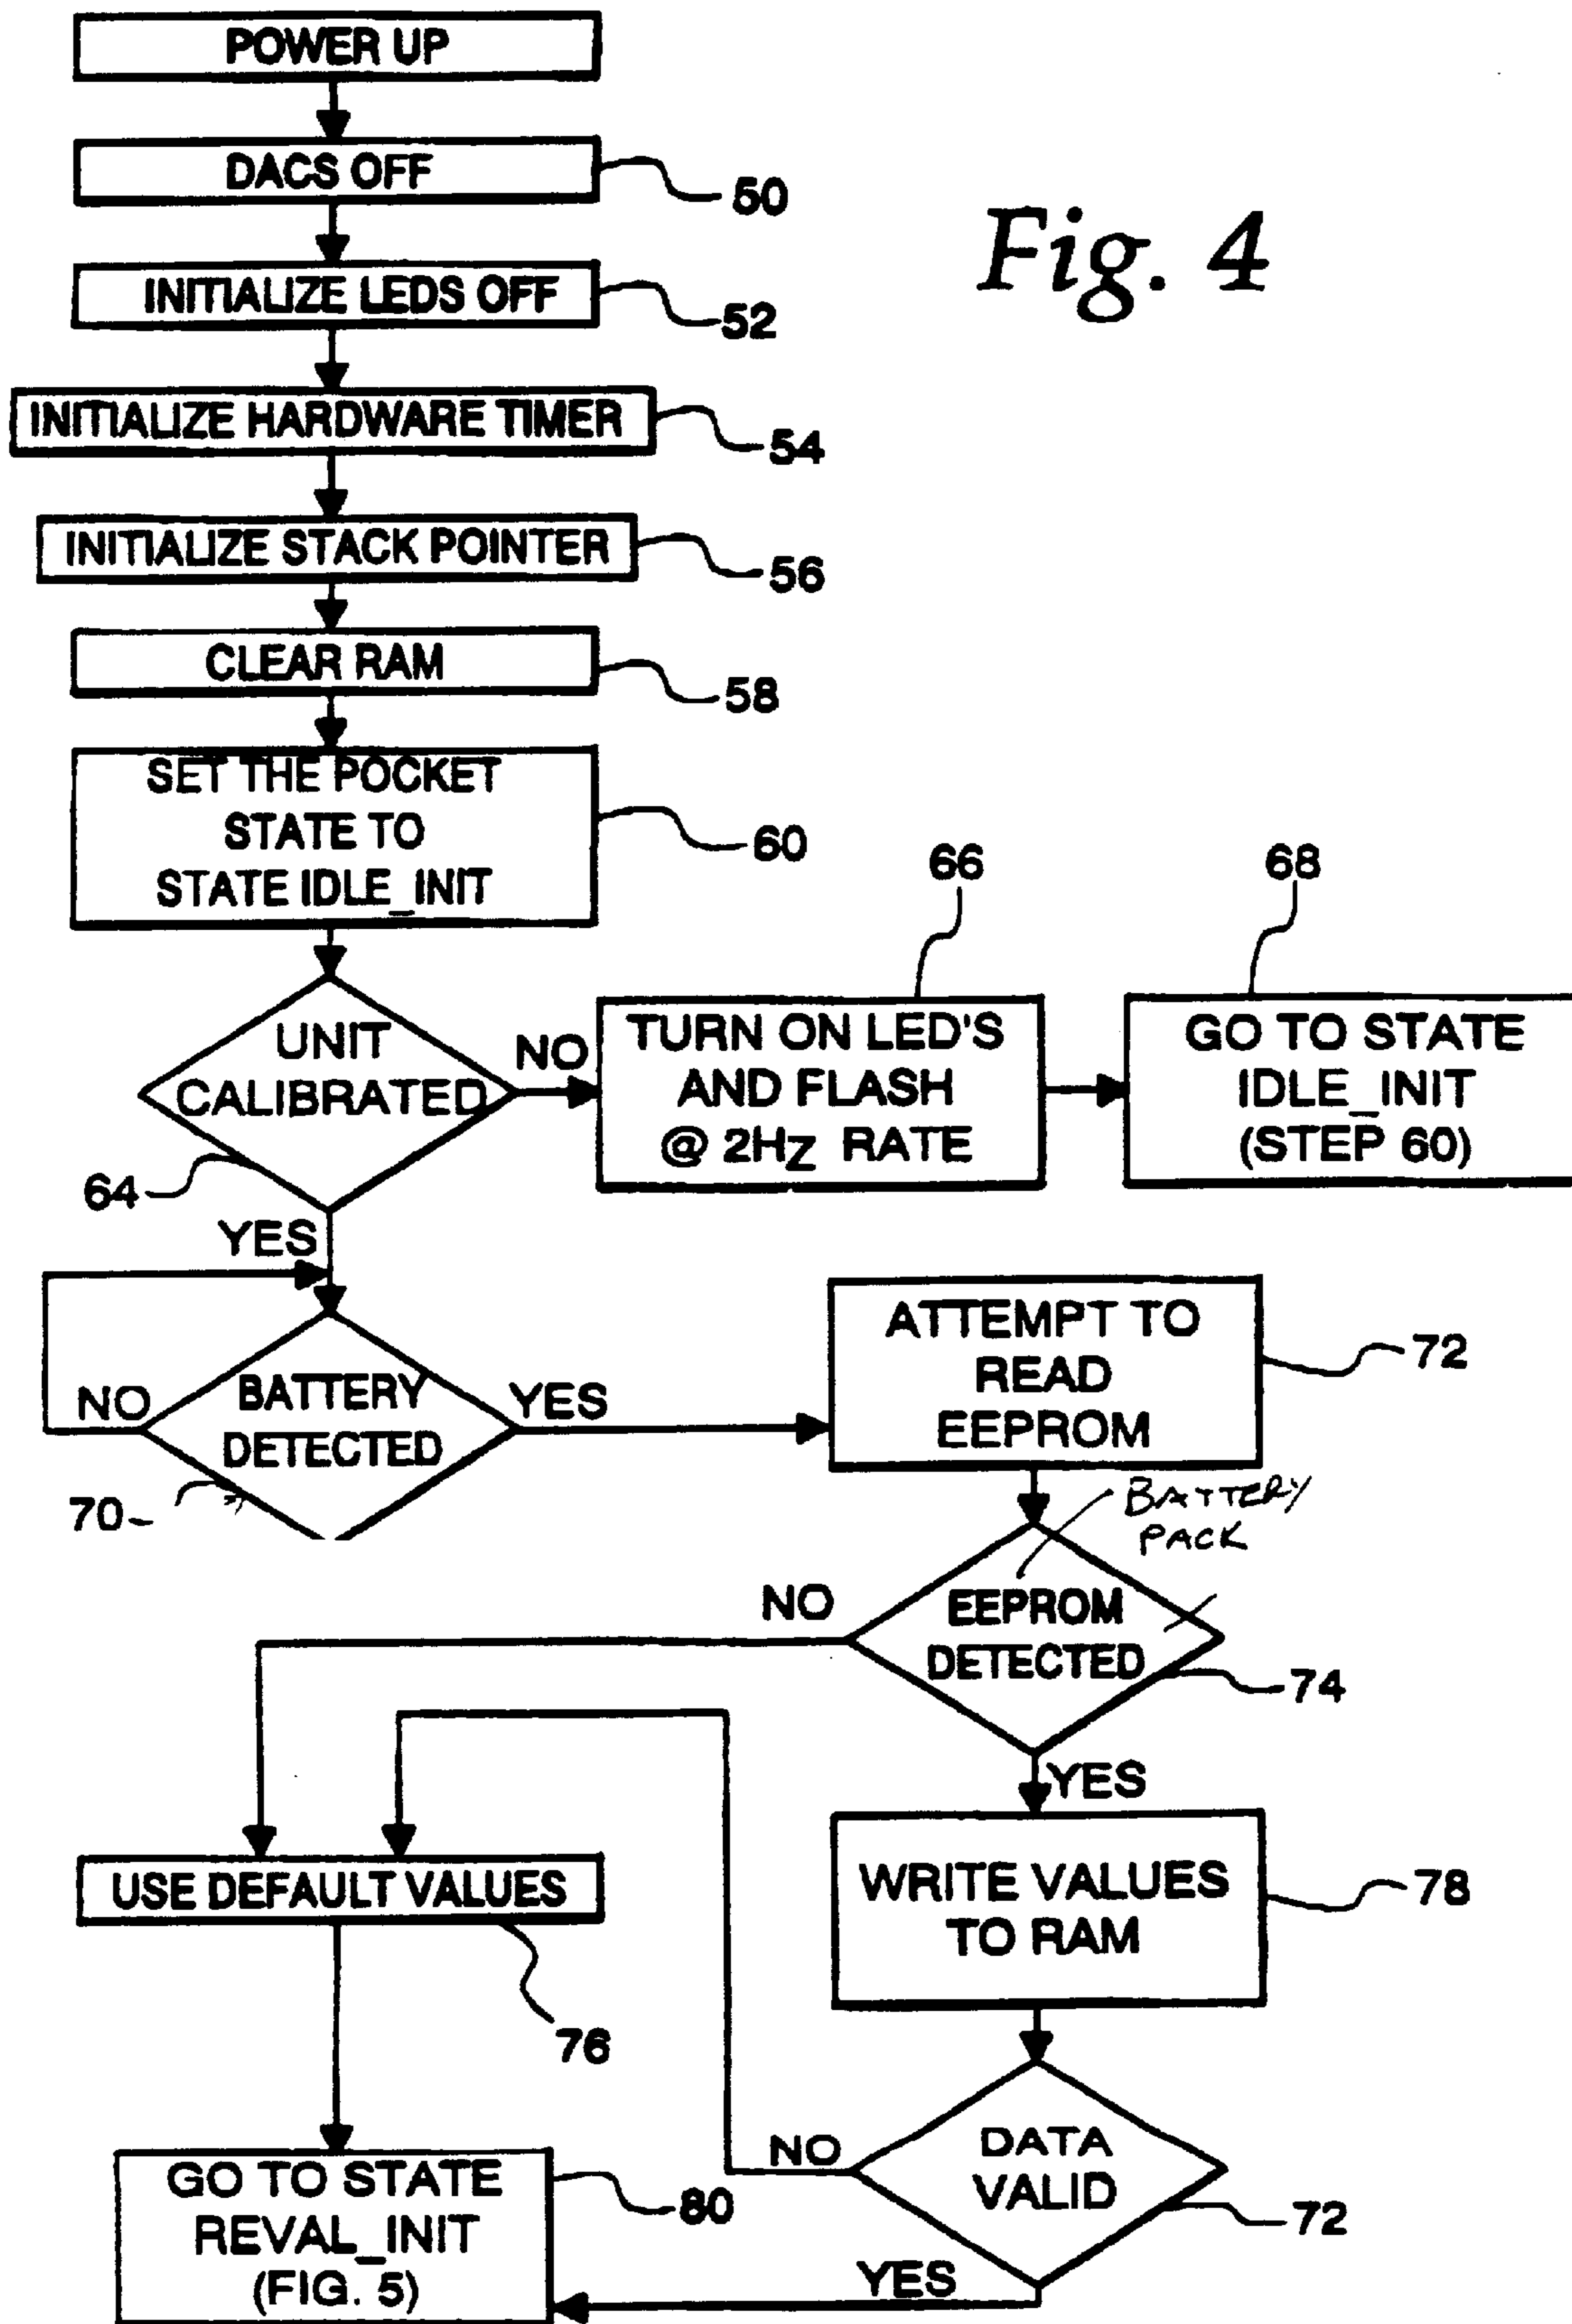 POWER UP
DACS OFF
50
Fig. 4
INITIALIZE LEDS OFF
52
INITIALIZE HARDWARE TIMER
54
INITIALIZE STACK POINTER
56
CLEAR RAM
58
SET THE POCKET
STATE TO
STATE IDLE_INIT
60
66
68
UNIT
CALIBRATED
64
NO
TURN ON LED'S
AND FLASH
@ 2HZ RATE
GO TO STATE
IDLE_INIT
(STEP 60)
YES
NO
BATTERY
DETECTED
70
YES
ATTEMPT TO
READ
EEPROM
72
BATTERY
PACK
NO
EEPROM
DETECTED
74
YES
USE DEFAULT VALUES
76
WRITE VALUES
TO RAM
78
NO
DATA
VALID
72
GO TO STATE
REVAL_INIT
(FIG. 5)
80
YES